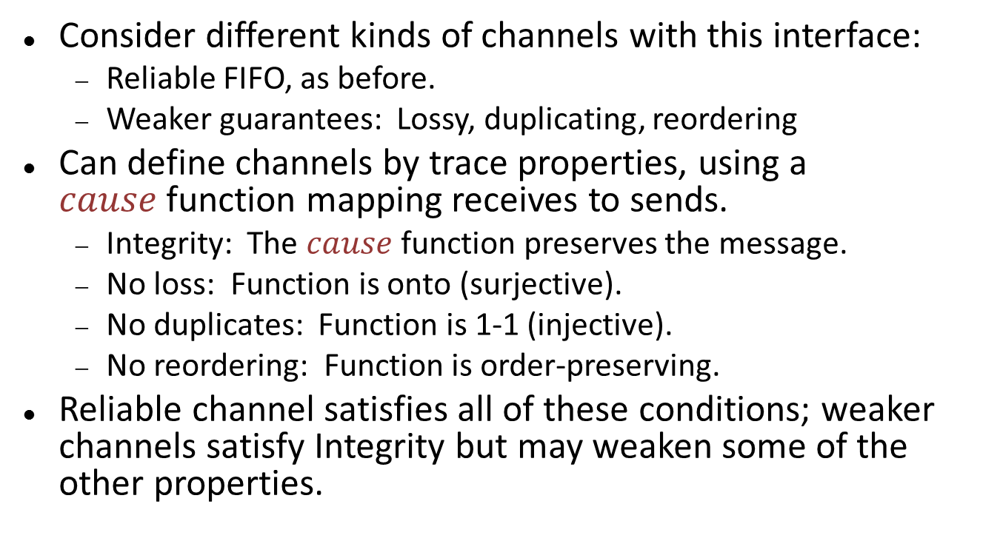 • Consider different kinds of channels with this interface:
– Reliable FIFO, as before.
– Weaker guarantees: Lossy, duplicating, reordering
• Can define channels by trace properties, using a
cause function mapping receives to sends.
– Integrity: The cause function preserves the message.
– No loss: Function is onto (surjective).
– No duplicates: Function is 1-1 (injective).
– No reordering: Function is order-preserving.
• Reliable channel satisfies all of these conditions; weaker
channels satisfy Integrity but may weaken some of the
other properties.